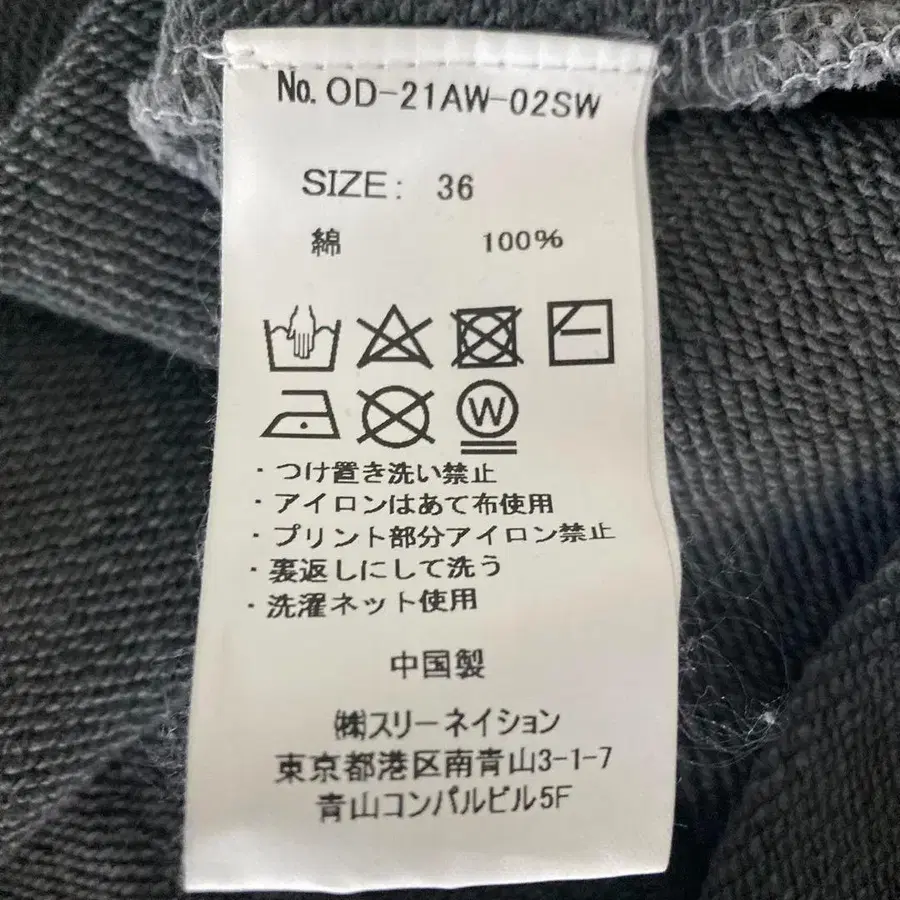 No. OD-21AW-02SW
SIZE: 36
綿 100%
W
・つけ置き洗い禁止
・アイロンはあて布使用
・プリント部分アイロン禁止
・裏返しにして洗う
・洗濯ネット使用
中国製
㈱スリーネイション
東京都港区南青山3-1-7
青山コンパルビル5F